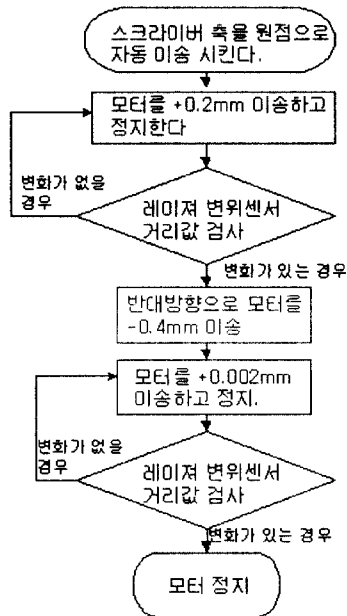 스크라이버 축을 원점으로
자동 이송 시킨다.
모터를 +0.2mm 이송하고
정지한다
변화가 없을
경우
레이져 변위센서
거리값 검사
변화가 있는 경우
반대방향으로 모터를
-0.4mm 이송
모터를 +0.002mm
이송하고 정지.
변화가 없을
경우
레이져 변위센서
거리값 검사
변화가 있는 경우
모터 정지